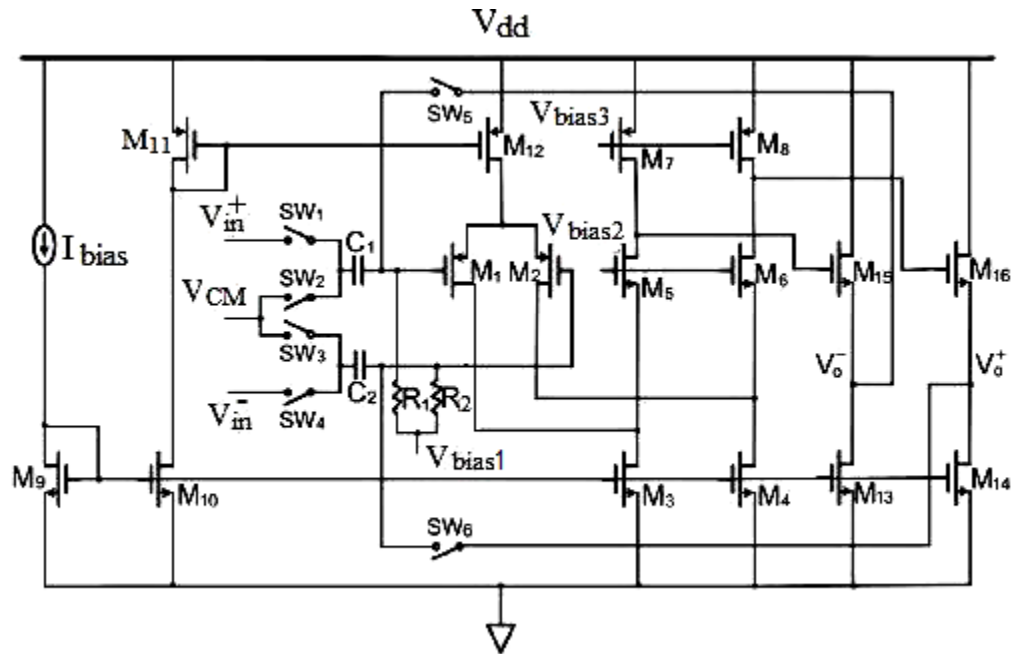 Vdd
SW5
Vbias3
M11
M12
M7
M8
Vin+
SW1
C1
Vbias2
Ibias
M1
M2
M5
M6
M15
M16
VCM
SW2
SW3
Vo-
Vo+
C2
R1
R2
Vin-
SW4
Vbias1
M9
M10
M3
M4
M13
M14
SW6